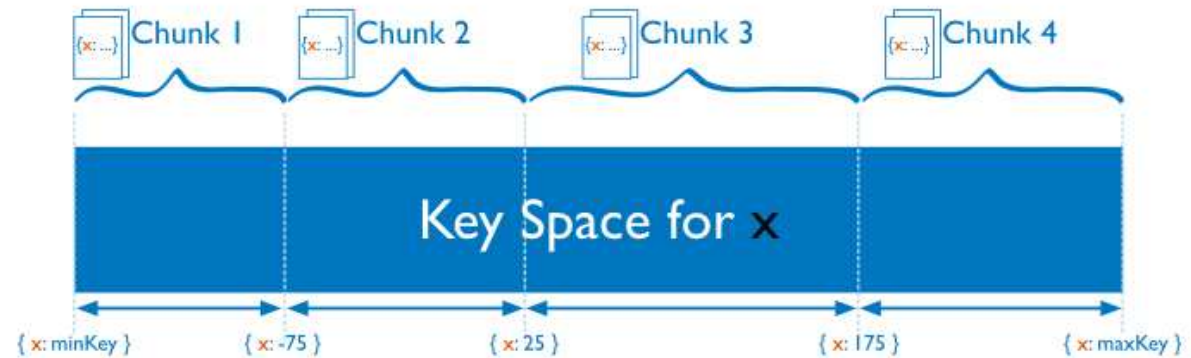 {x: ...} Chunk 1
{x: ...} Chunk 2
{x: ...} Chunk 3
{x: ...} Chunk 4
Key Space for x
{ x: minKey }
{ x: -75 }
{ x: 25 }
{ x: 175 }
{ x: maxKey }